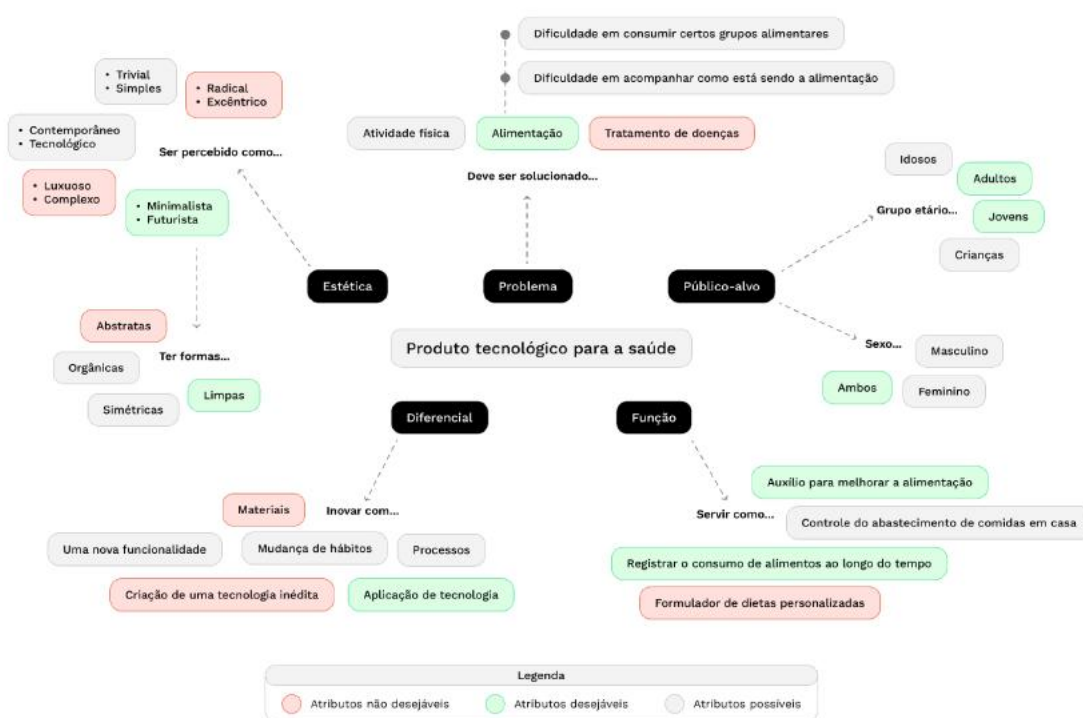 Dificuldade em consumir certos grupos alimentares
Dificuldade em acompanhar como está sendo a alimentação
• Trivial
• Simples
• Radical
• Excêntrico
• Contemporâneo
• Tecnológico
Ser percebido como...
• Luxuoso
• Complexo
• Minimalista
• Futurista
Atividade física
Alimentação
Tratamento de doenças
Deve ser solucionado...
Idosos
Adultos
Grupo etário...
Jovens
Crianças
Estética
Problema
Público-alvo
Abstratas
Ter formas...
Orgânicas
Limpas
Simétricas
Produto tecnológico para a saúde
Sexo...
Masculino
Ambos
Feminino
Diferencial
Função
Materiais
Inovar com...
Uma nova funcionalidade
Mudança de hábitos
Processos
Criação de uma tecnologia inédita
Aplicação de tecnologia
Auxílio para melhorar a alimentação
Servir como...
Controle do abastecimento de comidas em casa
Registrar o consumo de alimentos ao longo do tempo
Formulador de dietas personalizadas
Legenda
Atributos não desejáveis
Atributos desejáveis
Atributos possíveis